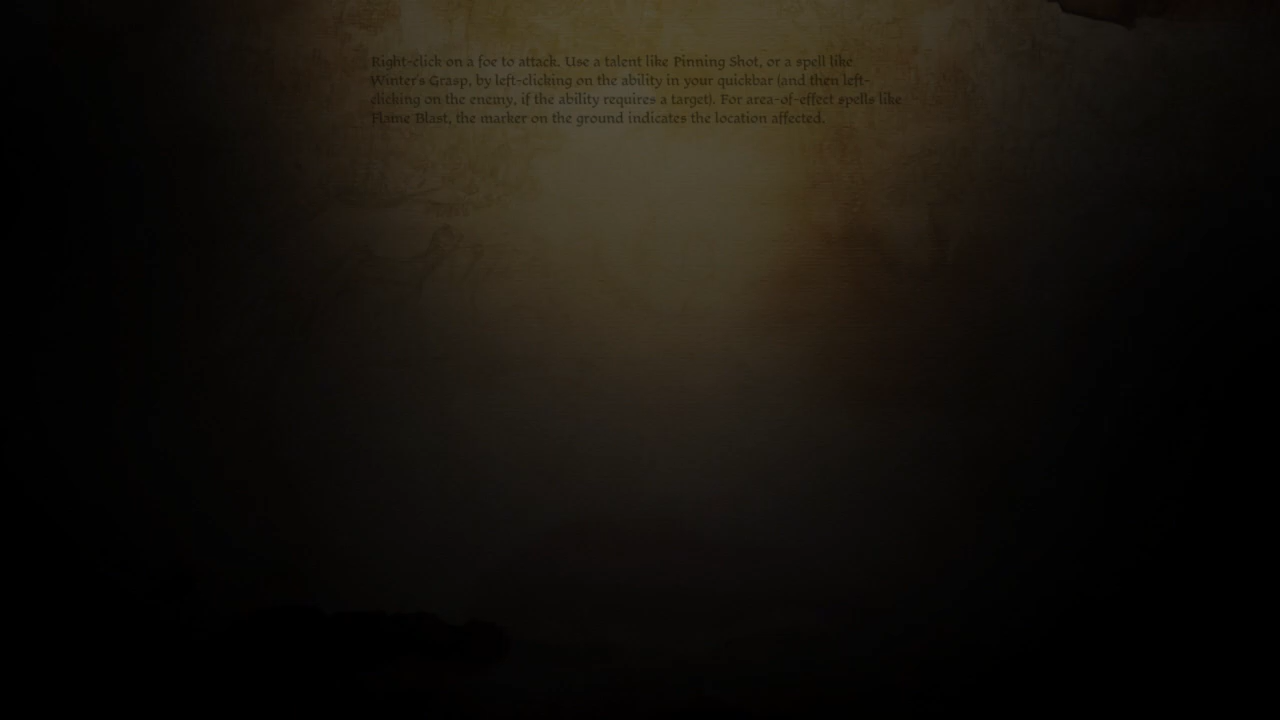 Right-click on a foe to attack. Use a talent like Pinning Shot, or a spell like
Winter's Grasp, by left-clicking on the ability in your quickbar (and then left-
clicking on the enemy, if the ability requires a target). For area-of-effect spells like
Flame Blast, the marker on the ground indicates the location affected.